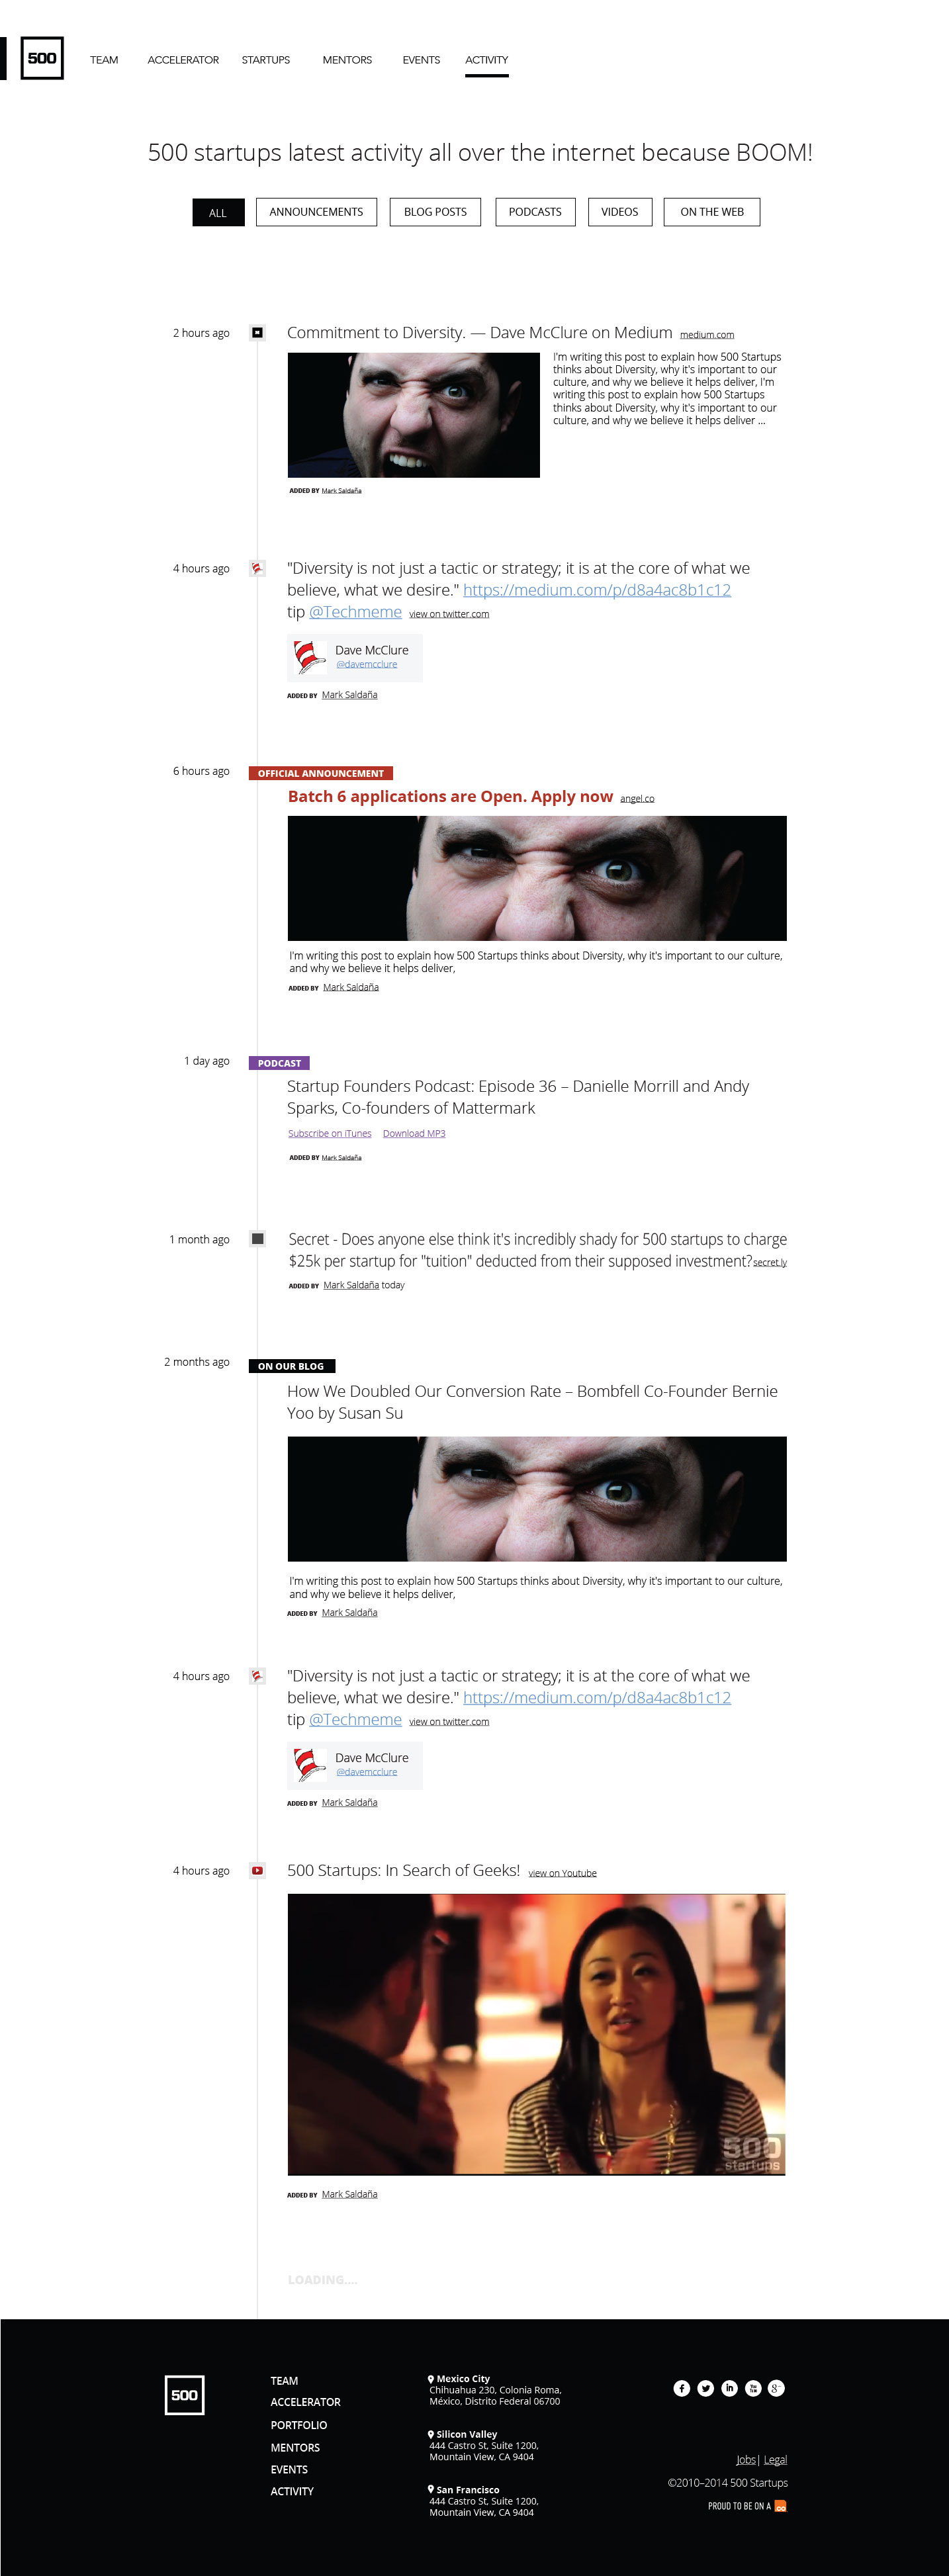 500
TEAM
ACCELERATOR
STARTUPS
MENTORS
EVENTS
ACTIVITY
500 startups latest activity all over the internet because BOOM!
ALL
ANNOUNCEMENTS
BLOG POSTS
PODCASTS
VIDEOS
ON THE WEB
2 hours ago
Commitment to Diversity. — Dave McClure on Medium medium.com
I'm writing this post to explain how 500 Startups
thinks about Diversity, why it's important to our
culture, and why we believe it helps deliver, I'm
writing this post to explain how 500 Startups
thinks about Diversity, why it's important to our
culture, and why we believe it helps deliver ...
ADDED BY Mark Saldaña
4 hours ago
"Diversity is not just a tactic or strategy; it is at the core of what we
believe, what we desire." https://medium.com/p/d8a4ac8b1c12
tip @Techmeme view on twitter.com
Dave McClure
@davemcclure
ADDED BY Mark Saldaña
6 hours ago
OFFICIAL ANNOUNCEMENT
Batch 6 applications are Open. Apply now angel.co
I'm writing this post to explain how 500 Startups thinks about Diversity, why it's important to our culture,
and why we believe it helps deliver,
ADDED BY Mark Saldaña
1 day ago
PODCAST
Startup Founders Podcast: Episode 36 – Danielle Morrill and Andy
Sparks, Co-founders of Mattermark
Subscribe on iTunes Download MP3
ADDED BY Mark Saldaña
1 month ago
Secret - Does anyone else think it's incredibly shady for 500 startups to charge
$25k per startup for "tuition" deducted from their supposed investment? secret.ly
ADDED BY Mark Saldaña today
2 months ago
ON OUR BLOG
How We Doubled Our Conversion Rate – Bombfell Co-Founder Bernie
Yoo by Susan Su
I'm writing this post to explain how 500 Startups thinks about Diversity, why it's important to our culture,
and why we believe it helps deliver,
ADDED BY Mark Saldaña
4 hours ago
"Diversity is not just a tactic or strategy; it is at the core of what we
believe, what we desire." https://medium.com/p/d8a4ac8b1c12
tip @Techmeme view on twitter.com
Dave McClure
@davemcclure
ADDED BY Mark Saldaña
4 hours ago
500 Startups: In Search of Geeks! view on Youtube
500
startups
ADDED BY Mark Saldaña
LOADING....
500
TEAM
ACCELERATOR
PORTFOLIO
MENTORS
EVENTS
ACTIVITY
Mexico City
Chihuahua 230, Colonia Roma,
México, Distrito Federal 06700
Silicon Valley
444 Castro St, Suite 1200,
Mountain View, CA 9404
San Francisco
444 Castro St, Suite 1200,
Mountain View, CA 9404
f
in
You
Tube
g+
Jobs | Legal
©2010–2014 500 Startups
PROUD TO BE ON A .CO